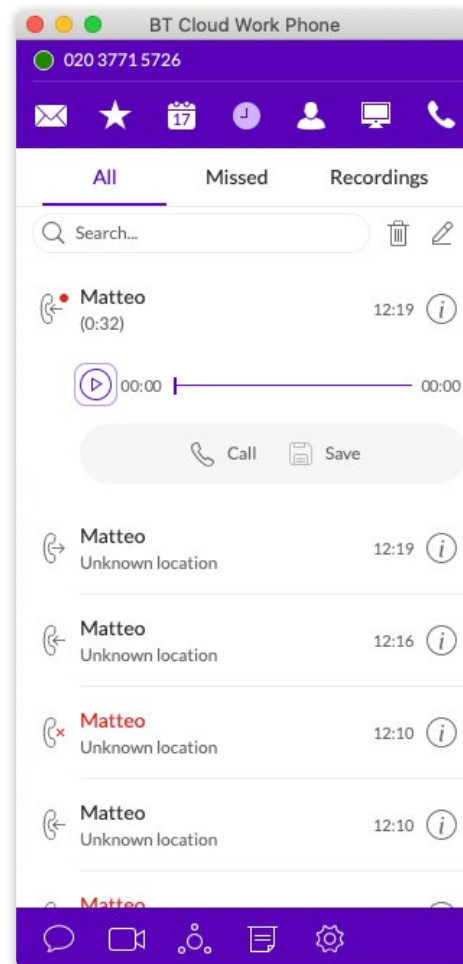 BT Cloud Work Phone
020 3771 5726
17
All Missed Recordings
Search...
Matteo
(0:32)
12:19 i
00:00 00:00
Call Save
Matteo
Unknown location
12:19 i
Matteo
Unknown location
12:16 i
Matteo
Unknown location
12:10 i
Matteo
Unknown location
12:10 i
Matteo